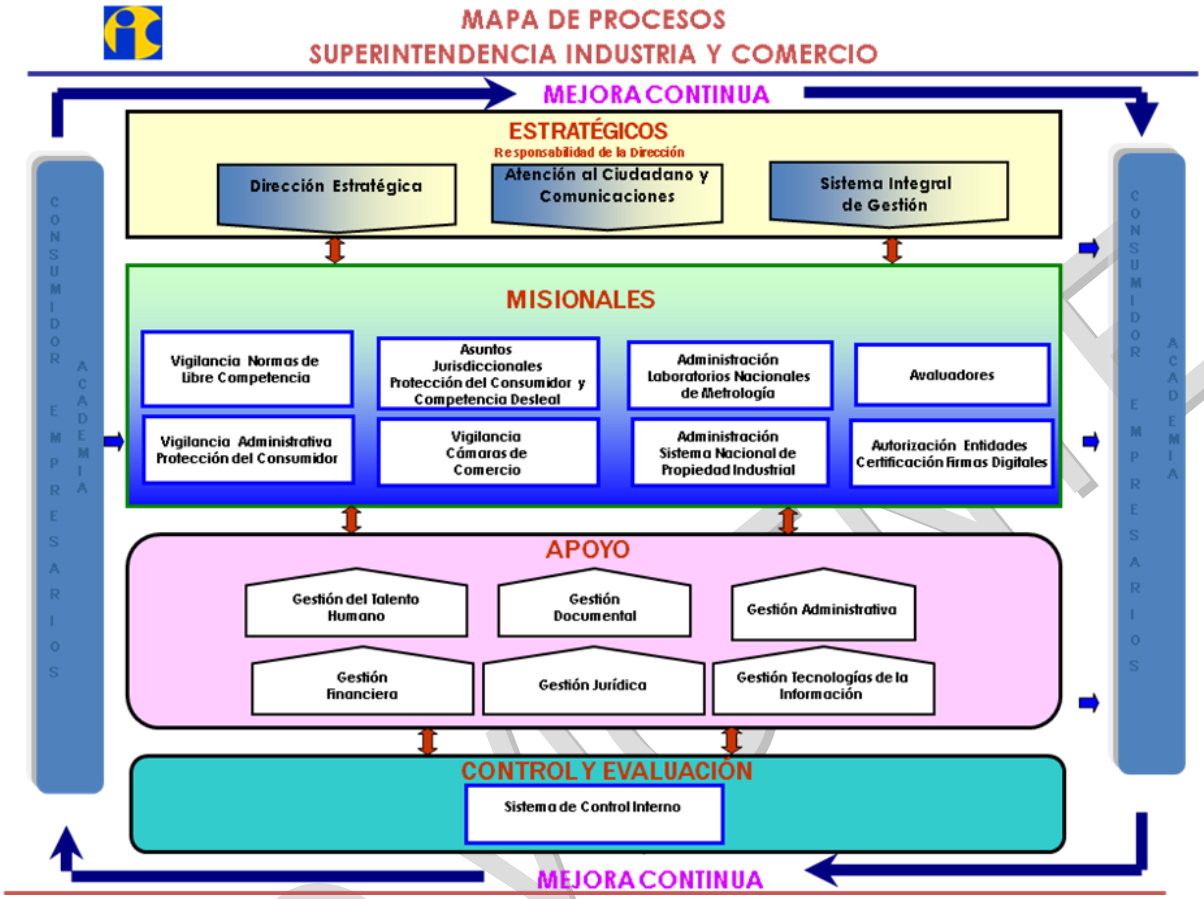 MAPA DE PROCESOS
SUPERINTENDENCIA INDUSTRIA Y COMERCIO
MEJORA CONTINUA
ESTRATÉGICOS
Responsabilidad de la Dirección
Dirección Estratégica
Atención al Ciudadano y
Comunicaciones
Sistema Integral
de Gestión
CONSUMIDOR EMPRESARIOS
ACADEMIA
MISIONALES
Vigilancia Normas de
Libre Competencia
Asuntos
Jurisdiccionales
Protección del Consumidor y
Competencia Desleal
Administración
Laboratorios Nacionales
de Metrología
Avaluadores
Vigilancia Administrativa
Protección del Consumidor
Vigilancia
Cámaras de
Comercio
Administración
Sistema Nacional de
Propiedad Industrial
Autorización Entidades
Certificación Firmas Digitales
CONSUMIDOR EMPRESARIOS
ACADEMIA
APOYO
Gestión del Talento
Humano
Gestión
Documental
Gestión Administrativa
Gestión
Financiera
Gestión Jurídica
Gestión Tecnologías de la
Información
CONTROL Y EVALUACIÓN
Sistema de Control Interno
MEJORA CONTINUA